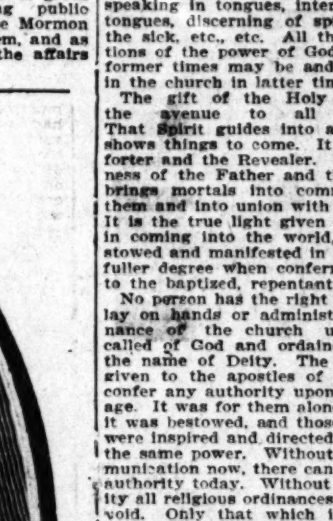 ng public
e Mormon
em, and as
the affairs
speaking in tongues, inter
tongues, discerning of sp
the sick, etc., etc. All th
tions of the power of God
former times may be and
in the church in latter tim
The gift of the Holy
the avenue to all
That Spirit guides into a
shows things to come. It
forter and the Revealer.
ness of the Father and t
brings mortals into com
them and into union with
It is the true light given
in coming into the world,
stowed and manifested in
fuller degree when confer
to the baptized, repentant
No person has the right
lay on hands or administ
nance of the church u
called of God and ordain
the name of Deity. The
given to the apostles of
confer any authority upon
age. It was for them alon
it was bestowed, and thos
were inspired and directed
the same power. Without
munication now, there can
authority today. Without
ity all religious ordinances
void. Only that which i